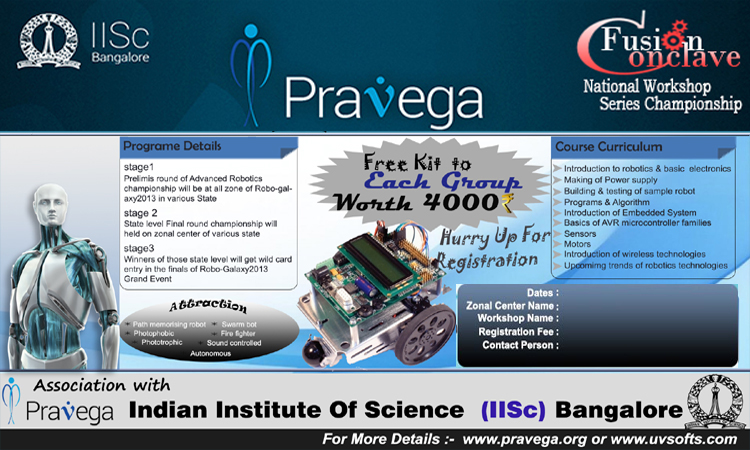 IISc
Bangalore
Pravega
Fusion
Conclave
National Workshop
Series Championship
Programe Details
stage1
Prelimis round of Advanced Robotics
championship will be at all zone of Robo-gal-
axy2013 in various State
stage 2
State level Final round championship will
held on zonal center of various state
stage3
Winners of those state level will get wild card
entry in the finals of Robo-Galaxy2013
Grand Event
Attraction
Path memorising robot
Swarm bot
Photophobic
Fire fighter
Phototrophic
Sound controlled
Autonomous
Free Kit to
Each Group
Worth 4000₹
Hurry Up For
Registration
Course Curriculum
Introduction to robotics & basic electronics
Making of Power supply
Building & testing of sample robot
Programs & Algorithm
Introduction of Embedded System
Basics of AVR microcontroller families
Sensors
Motors
Introduction of wireless technologies
Upcomimg trends of robotics technologies
Dates :
Zonal Center Name :
Workshop Name :
Registration Fee :
Contact Person :
Association with
Pravega
Indian Institute Of Science (IISc) Bangalore
For More Details :- www.pravega.org or www.uvsofts.com